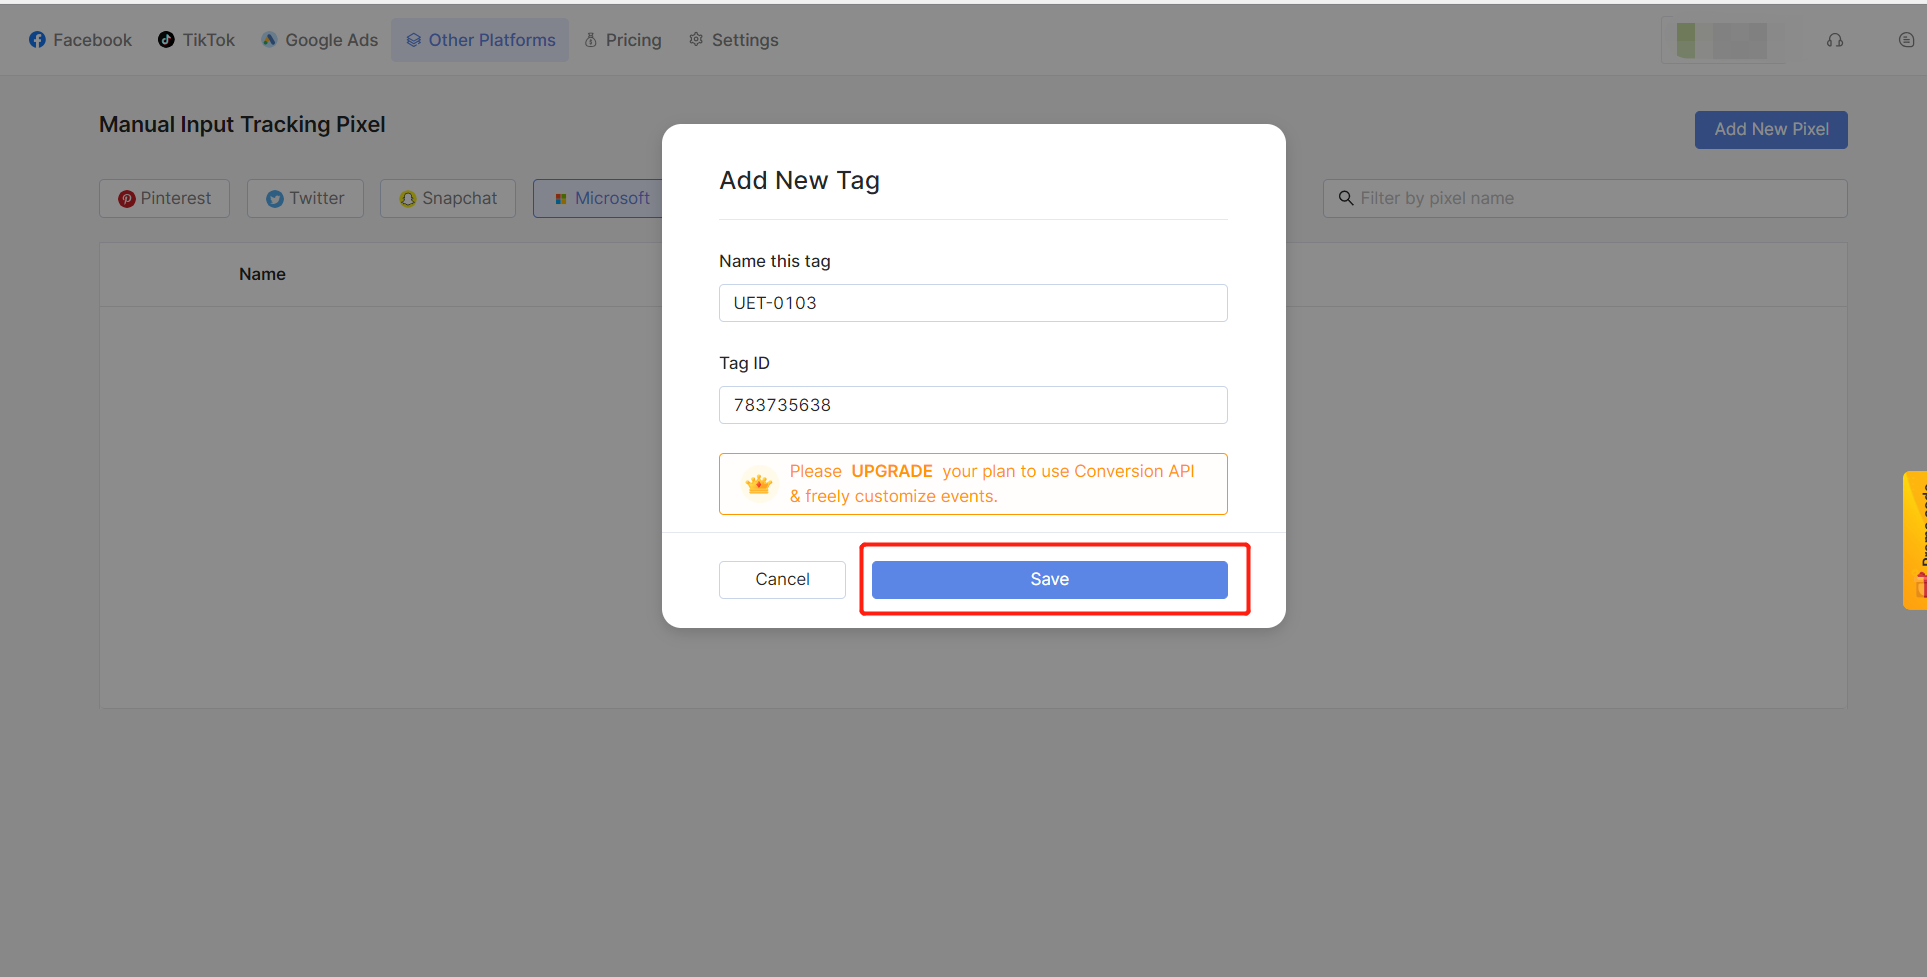 Facebook TikTok Google Ads Other Platforms Pricing Settings
Manual Input Tracking Pixel
Add New Pixel
Pinterest Twitter Snapchat Microsoft
Filter by pixel name
Name
Add New Tag
Name this tag
UET-0103
Tag ID
783735638
Please UPGRADE your plan to use Conversion API
& freely customize events.
Cancel Save